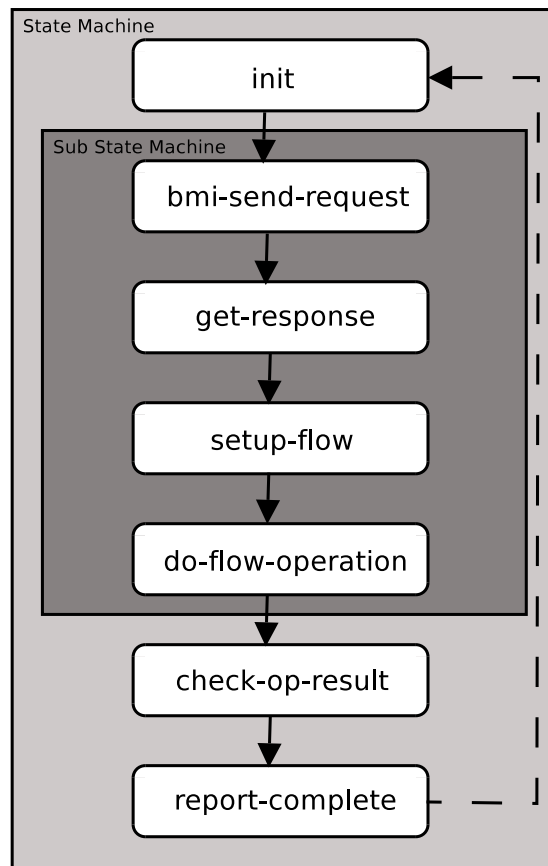 State Machine
init
Sub State Machine
bmi-send-request
get-response
setup-flow
do-flow-operation
check-op-result
report-complete